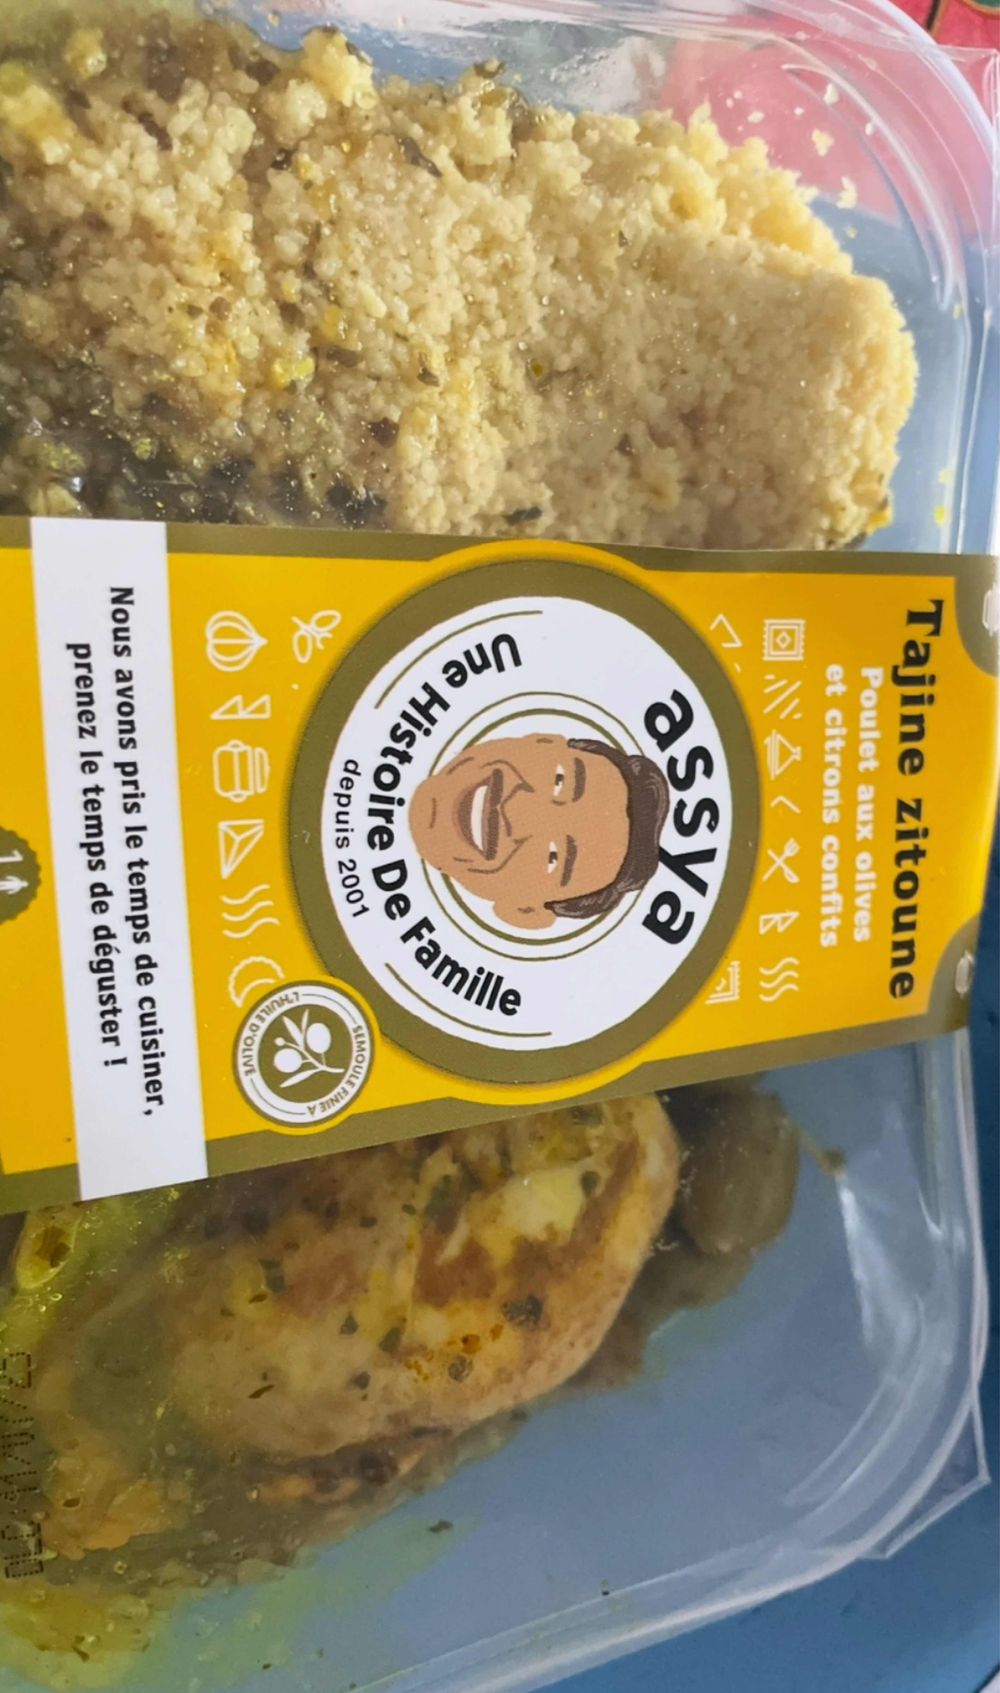 Tajine zitoune
Poulet aux olives
et citrons confits
assya
Une Histoire De Famille
depuis 2001
SEMOULE FINIE A
L'HUILE D'OLIVE
Nous avons pris le temps de cuisiner,
prenez le temps de déguster !
1